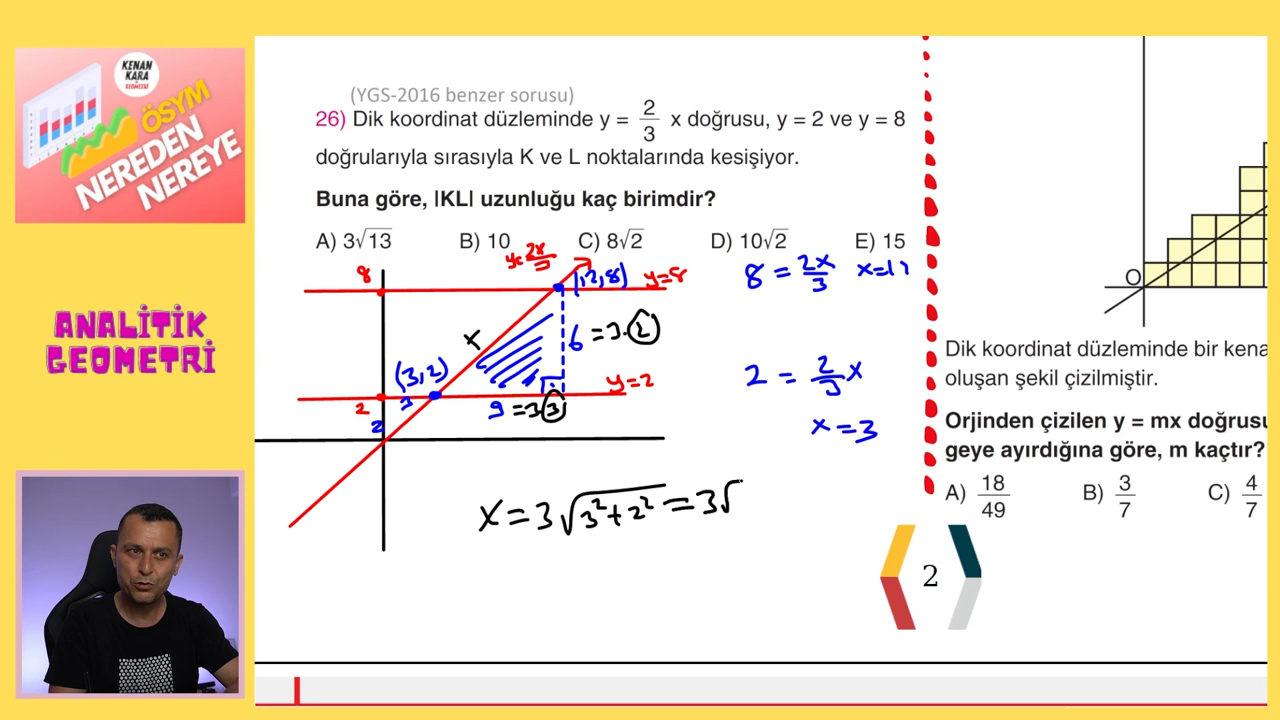 KENAN
KARA
GEOMETRİ
ÖSYM
NEREDEN
NEREYE
ANALİTİK
GEOMETRİ
(YGS-2016 benzer sorusu)
26) Dik koordinat düzleminde y = 2/3 x doğrusu, y = 2 ve y = 8
doğrularıyla sırasıyla K ve L noktalarında kesişiyor.
Buna göre, |KL| uzunluğu kaç birimdir?
A) 3√13 B) 10 C) 8√2 D) 10√2 E) 15
y=2x/3
8
(12,8)
y=8
8 = 2x/3 x=12
x
6 = 3.2
(3,2)
3
2
2
9 = 3.3
y=2
2 = 2/3 x
x = 3
x = 3√3²+2² = 3√
O
Dik koordinat düzleminde bir kena
oluşan şekil çizilmiştir.
Orjinden çizilen y = mx doğrusu
geye ayırdığına göre, m kaçtır?
A) 18/49 B) 3/7 C) 4/7
2